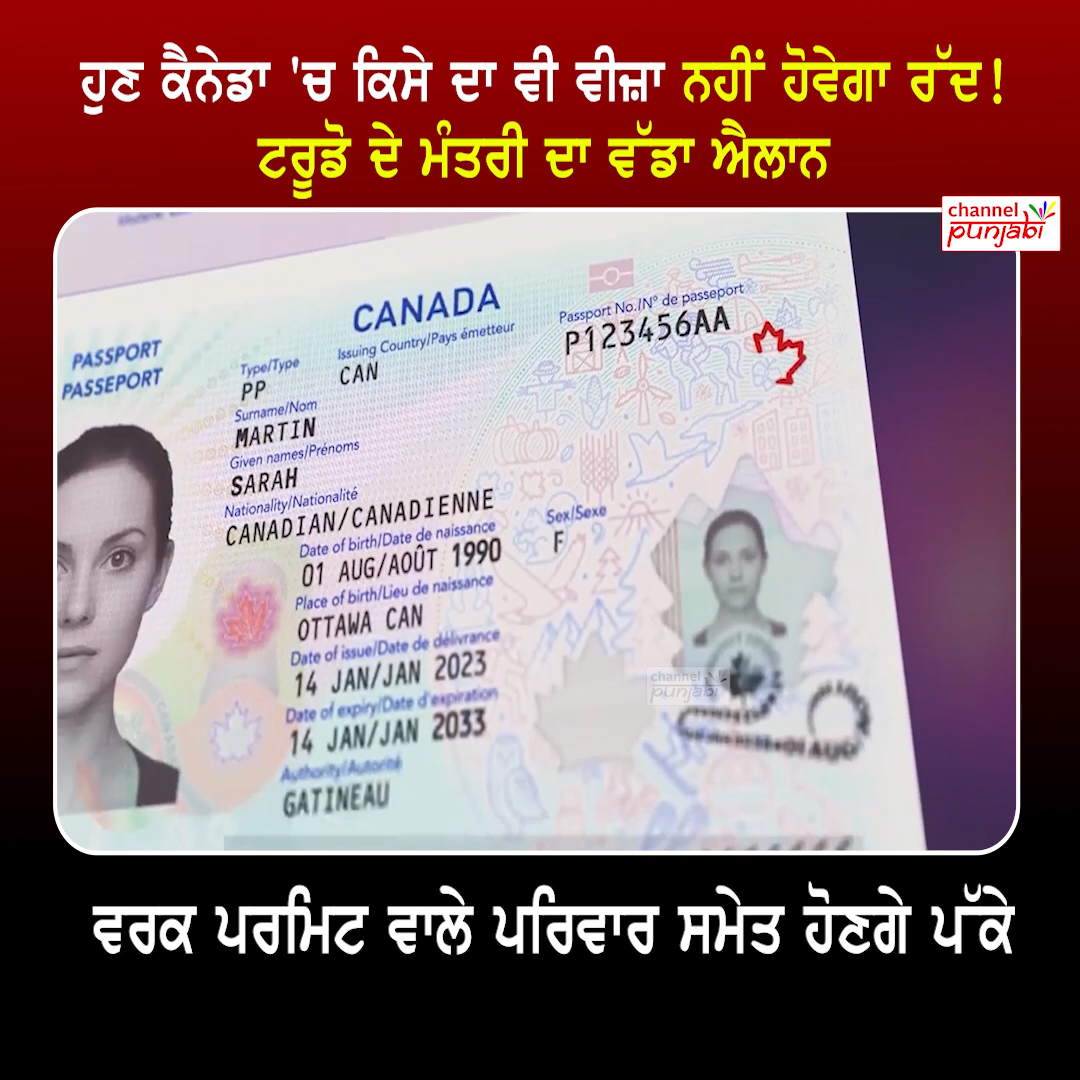 ਹੁਣ ਕੈਨੇਡਾ 'ਚ ਕਿਸੇ ਦਾ ਵੀ ਵੀਜ਼ਾ ਨਹੀਂ ਹੋਵੇਗਾ ਰੱਦ!
ਟਰੂਡੋ ਦੇ ਮੰਤਰੀ ਦਾ ਵੱਡਾ ਐਲਾਨ
channel
punjabi
CANADA
PASSPORT
PASSEPORT
Type/Type
PP
Issuing Country/Pays émetteur
CAN
Passport No./N° de passeport
P123456AA
Surname/Nom
MARTIN
Given names/Prénoms
SARAH
Nationality/Nationalité
CANADIAN/CANADIENNE
Date of birth/Date de naissance
01 AUG/AOÛT 1990
Sex/Sexe
F
Place of birth/Lieu de naissance
OTTAWA CAN
Date of issue/Date de délivrance
14 JAN/JAN 2023
Date of expiry/Date d'expiration
14 JAN/JAN 2033
Authority/Autorité
GATINEAU
channel
punjabi
ਵਰਕ ਪਰਮਿਟ ਵਾਲੇ ਪਰਿਵਾਰ ਸਮੇਤ ਹੋਣਗੇ ਪੱਕੇ